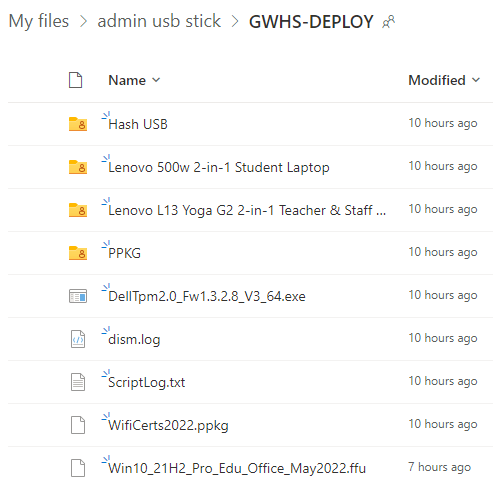 My files > admin usb stick > GWHS-DEPLOY
Name Modified
Hash USB 10 hours ago
Lenovo 500w 2-in-1 Student Laptop 10 hours ago
Lenovo L13 Yoga G2 2-in-1 Teacher & Staff ... 10 hours ago
PPKG 10 hours ago
DellTpm2.0_Fw1.3.2.8_V3_64.exe 10 hours ago
dism.log 10 hours ago
ScriptLog.txt 10 hours ago
WifiCerts2022.ppkg 10 hours ago
Win10_21H2_Pro_Edu_Office_May2022.ffu 7 hours ago